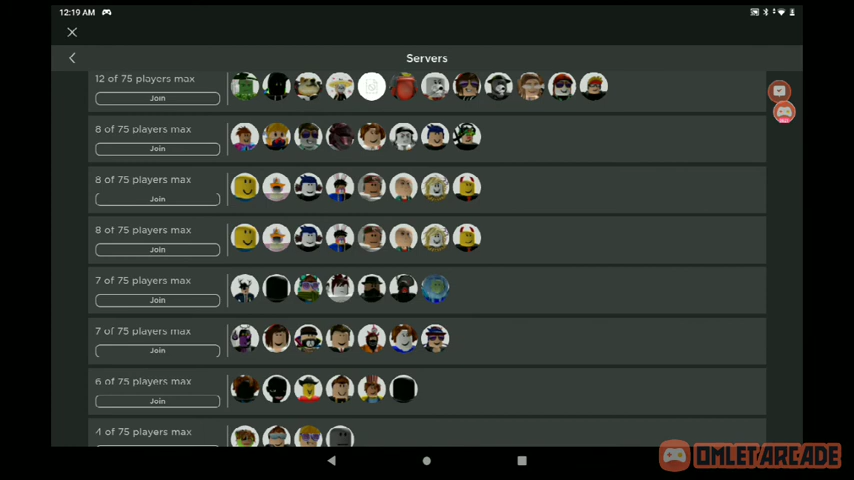 12:19 AM
Servers
12 of 75 players max
Join
8 of 75 players max
Join
8 of 75 players max
Join
8 of 75 players max
Join
7 of 75 players max
Join
7 of 75 players max
Join
6 of 75 players max
Join
4 of 75 players max
OMLET ARCADE